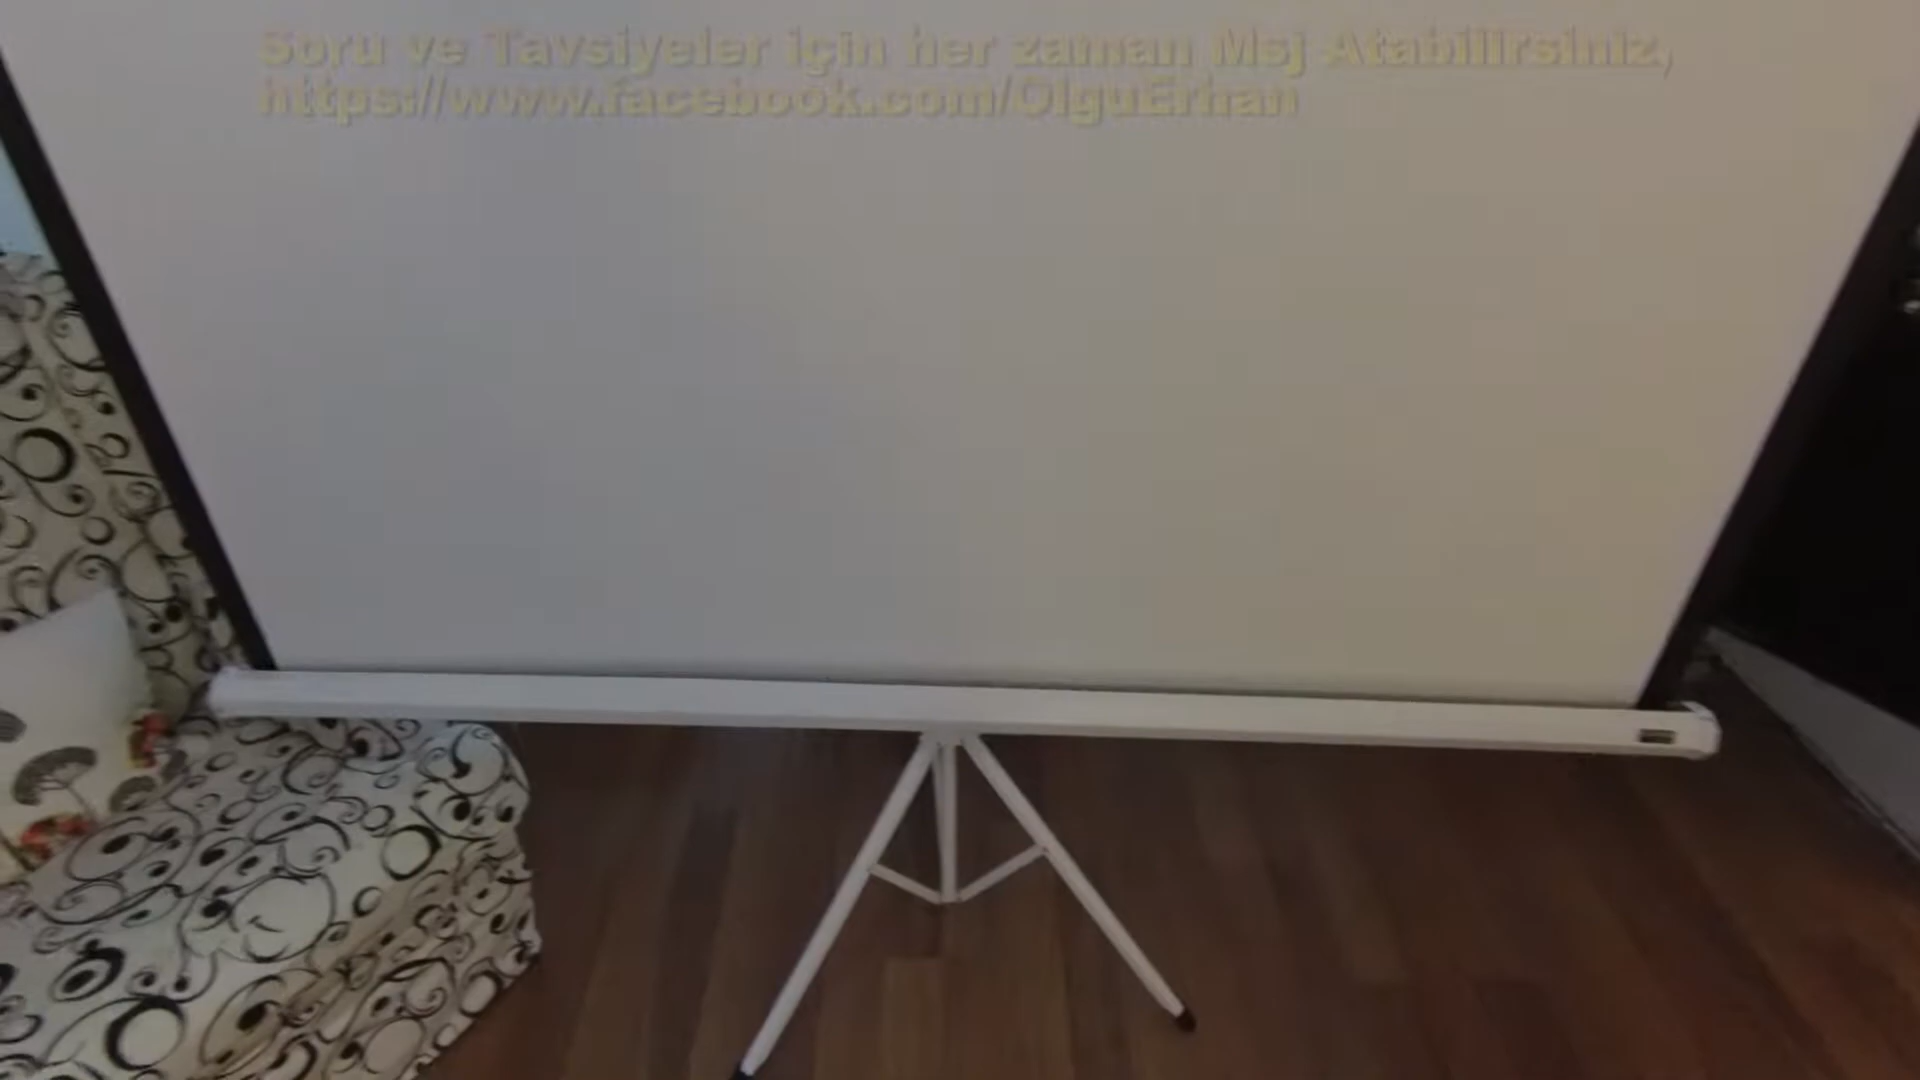 Soru ve Tavsiyeler için her zaman Msj Atabilirsiniz,
https://www.facebook.com/OlguErhan